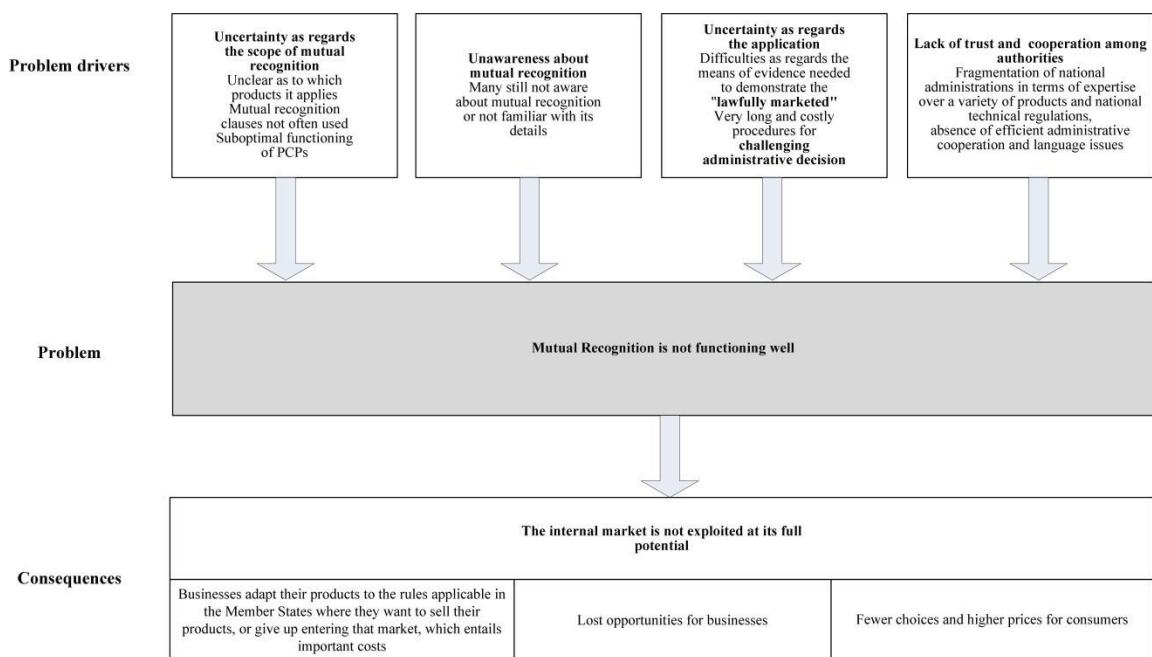 Problem drivers
Uncertainty as regards
the scope of mutual
recognition
Unclear as to which
products it applies
Mutual recognition
clauses not often used
Suboptimal functioning
of PCPs
Unawareness about
mutual recognition
Many still not aware
about mutual recognition
or not familiar with its
details
Uncertainty as regards
the application
Difficulties as regards the
means of evidence needed
to demonstrate the
"lawfully marketed"
Very long and costly
procedures for
challenging
administrative decision
Lack of trust and cooperation among
authorities
Fragmentation of national
administrations in terms of expertise
over a variety of products and national
technical regulations,
absence of efficient administrative
cooperation and language issues
Problem
Mutual Recognition is not functioning well
Consequences
The internal market is not exploited at its full
potential
Businesses adapt their products to the rules applicable in
the Member States where they want to sell their
products, or give up entering that market, which entails
important costs
Lost opportunities for businesses
Fewer choices and higher prices for consumers